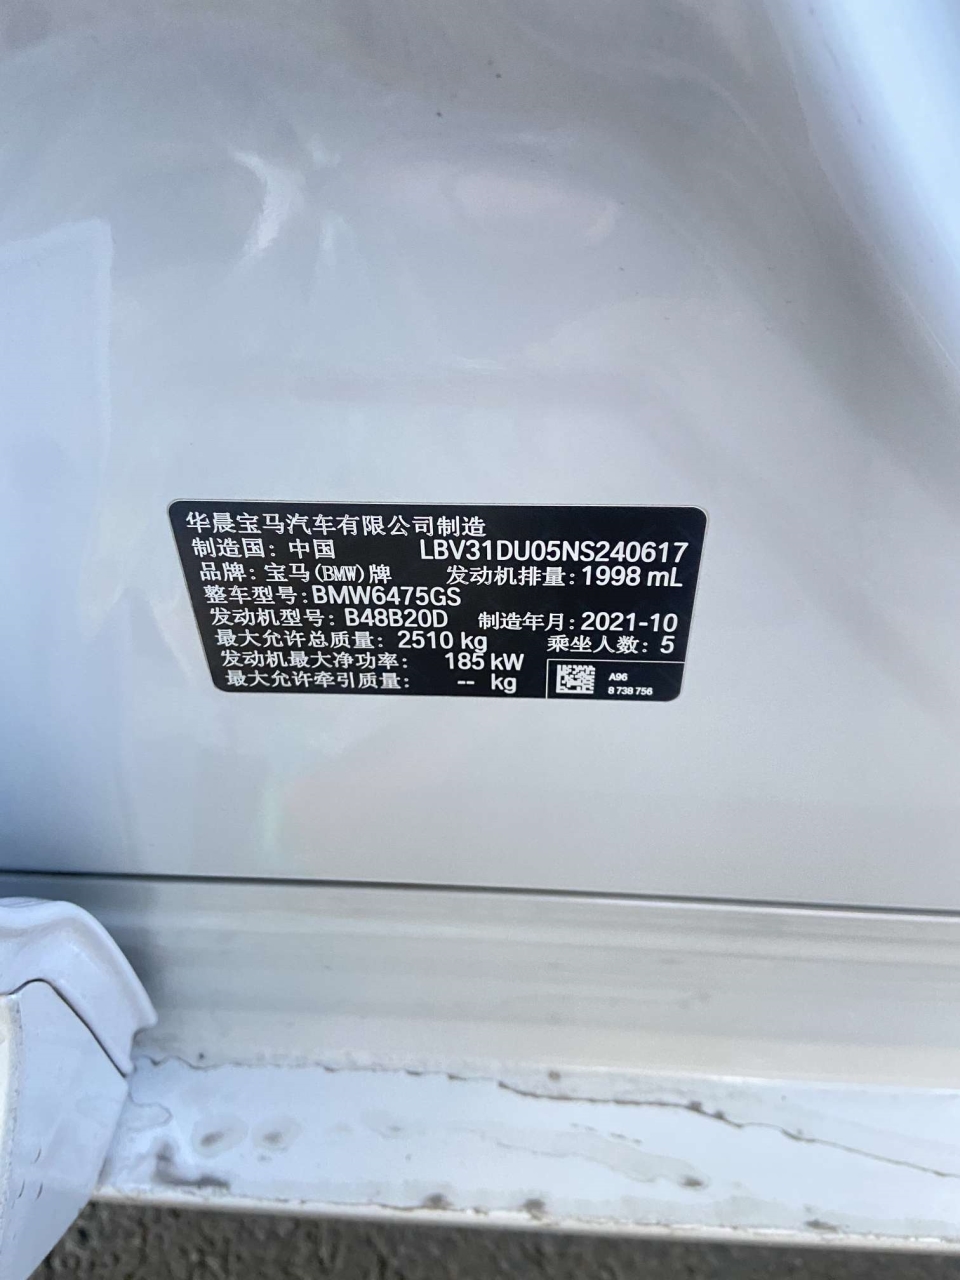 华晨宝马汽车有限公司制造
制造国: 中国 LBV31DU05NS240617
品牌: 宝马(BMW)牌 发动机排量: 1998 mL
整车型号: BMW6475GS
发动机型号: B48B20D 制造年月: 2021-10
最大允许总质量: 2510 kg 乘坐人数: 5
发动机最大净功率: 185 kW
最大允许牵引质量: -- kg
A96
8 738 756